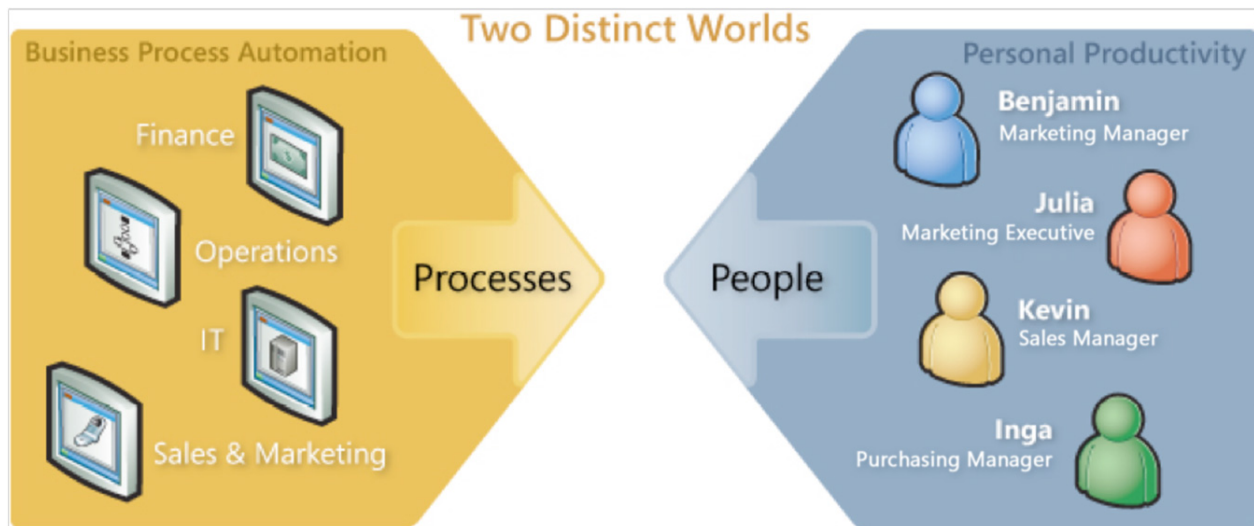 Two Distinct Worlds
Business Process Automation
Finance
Operations
IT
Sales & Marketing
Processes
People
Personal Productivity
Benjamin
Marketing Manager
Julia
Marketing Executive
Kevin
Sales Manager
Inga
Purchasing Manager